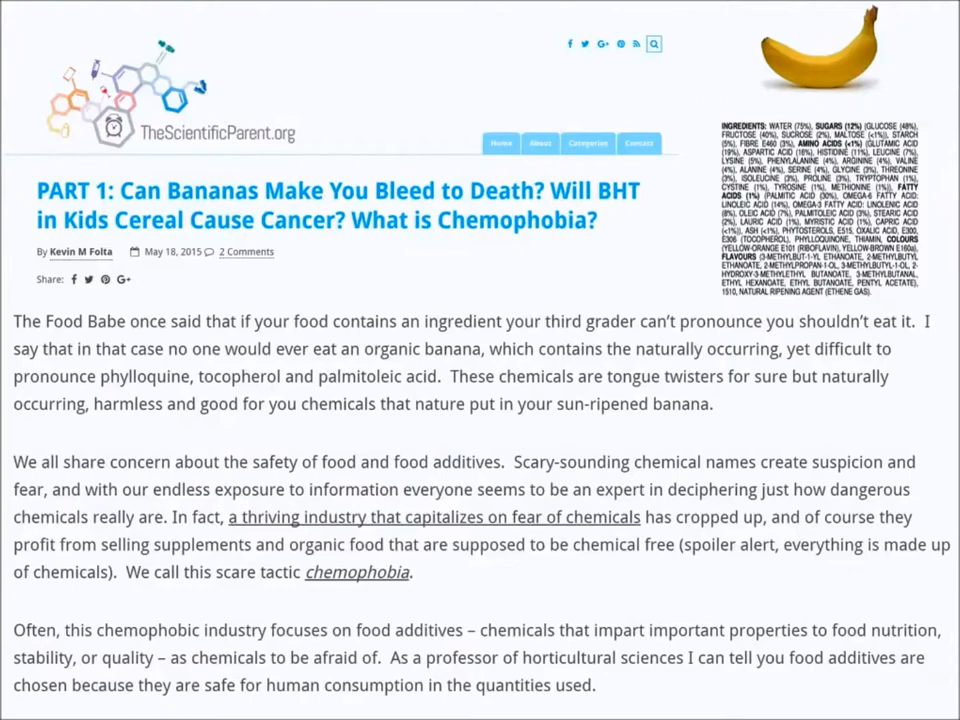 TheScientificParent.org
Home About Categories Contact
PART 1: Can Bananas Make You Bleed to Death? Will BHT
in Kids Cereal Cause Cancer? What is Chemophobia?
By Kevin M Folta May 18, 2015 2 Comments
Share:
INGREDIENTS: WATER (75%), SUGARS (12%) (GLUCOSE (48%),
FRUCTOSE (40%), SUCROSE (2%), MALTOSE (<1%)), STARCH
(5%), FIBRE E460 (3%), AMINO ACIDS (<1%) (GLUTAMIC ACID
(19%), ASPARTIC ACID (16%), HISTIDINE (11%), LEUCINE (7%),
LYSINE (5%), PHENYLALANINE (4%), ARGININE (4%), VALINE
(4%), ALANINE (4%), SERINE (4%), GLYCINE (3%), THREONINE
(3%), ISOLEUCINE (3%), PROLINE (3%), TRYPTOPHAN (1%),
CYSTINE (1%), TYROSINE (1%), METHIONINE (1%)), FATTY
ACIDS (1%) (PALMITIC ACID (30%), OMEGA-6 FATTY ACID:
LINOLEIC ACID (14%), OMEGA-3 FATTY ACID: LINOLENIC ACID
(8%), OLEIC ACID (7%), PALMITOLEIC ACID (3%), STEARIC ACID
(2%), LAURIC ACID (1%), MYRISTIC ACID (1%), CAPRIC ACID
(<1%)), ASH (<1%), PHYTOSTEROLS, E515, OXALIC ACID, E300,
E306 (TOCOPHEROL), PHYLLOQUINONE, THIAMIN, COLOURS
(YELLOW-ORANGE E101 (RIBOFLAVIN), YELLOW-BROWN E160a),
FLAVOURS (3-METHYLBUT-1-YL ETHANOATE, 2-METHYLBUTYL
ETHANOATE, 2-METHYLPROPAN-1-OL, 3-METHYLBUTYL-1-OL, 2-
HYDROXY-3-METHYLETHYL BUTANOATE, 3-METHYLBUTANAL,
ETHYL HEXANOATE, ETHYL BUTANOATE, PENTYL ACETATE),
1510, NATURAL RIPENING AGENT (ETHENE GAS).
The Food Babe once said that if your food contains an ingredient your third grader can’t pronounce you shouldn’t eat it. I
say that in that case no one would ever eat an organic banana, which contains the naturally occurring, yet difficult to
pronounce phylloquine, tocopherol and palmitoleic acid. These chemicals are tongue twisters for sure but naturally
occurring, harmless and good for you chemicals that nature put in your sun-ripened banana.
We all share concern about the safety of food and food additives. Scary-sounding chemical names create suspicion and
fear, and with our endless exposure to information everyone seems to be an expert in deciphering just how dangerous
chemicals really are. In fact, a thriving industry that capitalizes on fear of chemicals has cropped up, and of course they
profit from selling supplements and organic food that are supposed to be chemical free (spoiler alert, everything is made up
of chemicals). We call this scare tactic chemophobia.
Often, this chemophobic industry focuses on food additives – chemicals that impart important properties to food nutrition,
stability, or quality – as chemicals to be afraid of. As a professor of horticultural sciences I can tell you food additives are
chosen because they are safe for human consumption in the quantities used.